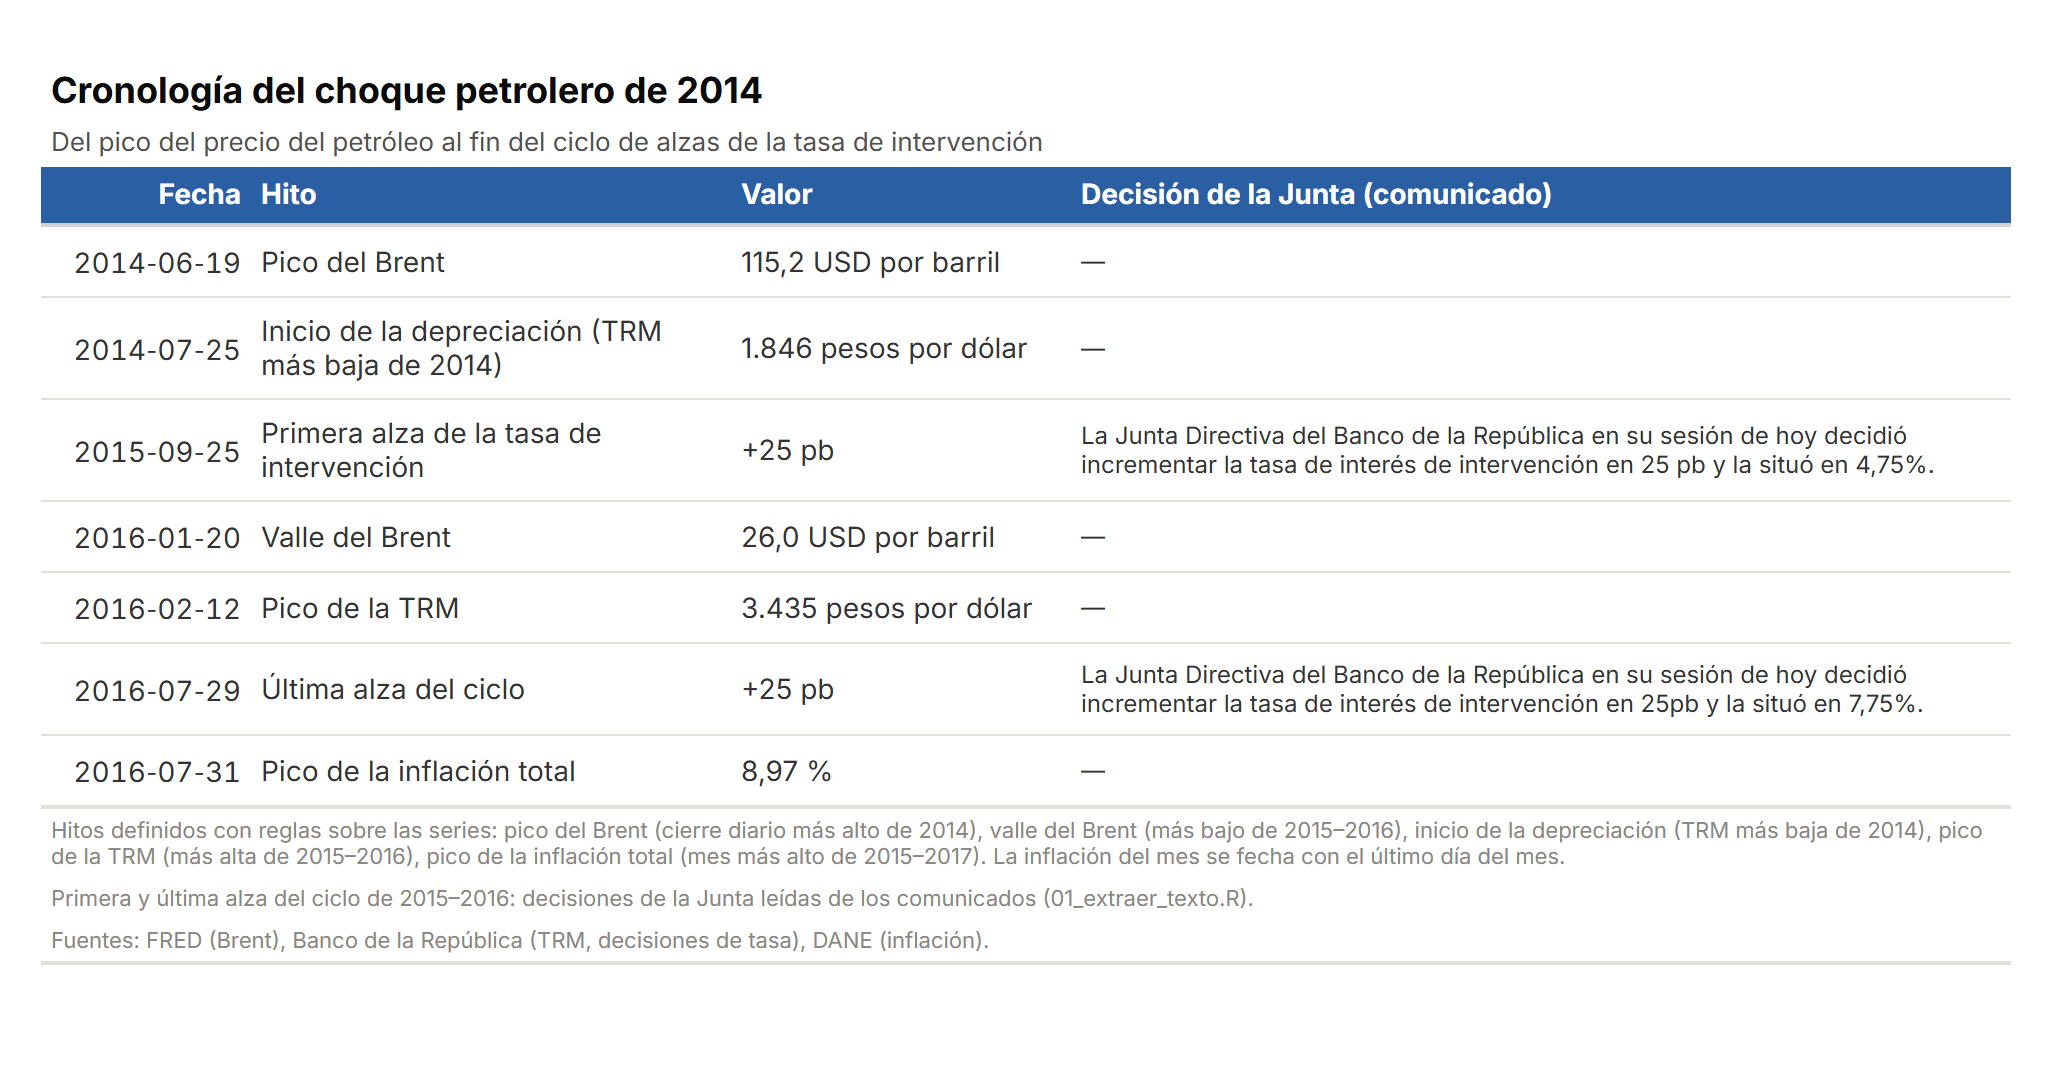 Cronología del choque petrolero de 2014
Del pico del precio del petróleo al fin del ciclo de alzas de la tasa de intervención
Fecha Hito Valor Decisión de la Junta (comunicado)
2014-06-19 Pico del Brent 115,2 USD por barril —
2014-07-25 Inicio de la depreciación (TRM
más baja de 2014) 1.846 pesos por dólar —
2015-09-25 Primera alza de la tasa de
intervención +25 pb La Junta Directiva del Banco de la República en su sesión de hoy decidió
incrementar la tasa de interés de intervención en 25 pb y la situó en 4,75%.
2016-01-20 Valle del Brent 26,0 USD por barril —
2016-02-12 Pico de la TRM 3.435 pesos por dólar —
2016-07-29 Última alza del ciclo +25 pb La Junta Directiva del Banco de la República en su sesión de hoy decidió
incrementar la tasa de interés de intervención en 25pb y la situó en 7,75%.
2016-07-31 Pico de la inflación total 8,97 % —
Hitos definidos con reglas sobre las series: pico del Brent (cierre diario más alto de 2014), valle del Brent (más bajo de 2015–2016), inicio de la depreciación (TRM más baja de 2014), pico
de la TRM (más alta de 2015–2016), pico de la inflación total (mes más alto de 2015–2017). La inflación del mes se fecha con el último día del mes.
Primera y última alza del ciclo de 2015–2016: decisiones de la Junta leídas de los comunicados (01_extraer_texto.R).
Fuentes: FRED (Brent), Banco de la República (TRM, decisiones de tasa), DANE (inflación).